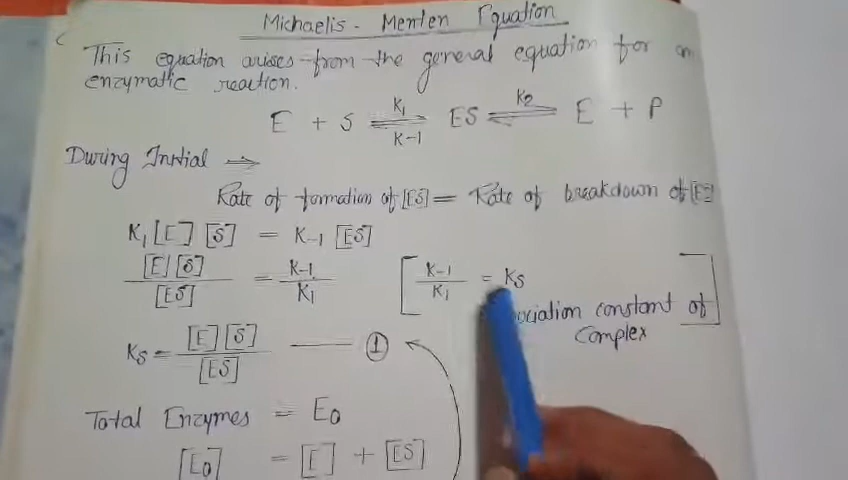 Michaelis - Menten Equation
This equation arises from the general equation for an
enzymatic reaction.
E + S ⇌ ES ⇌ E + P
K1 K-1 K2
During Initial ⇒
Rate of formation of [ES] = Rate of breakdown of [ES]
K1[E][S] = K-1[ES]
[E][S] / [ES] = K-1 / K1 [ K-1 / K1 = KS
constant of
Complex ]
KS = [E][S] / [ES] —— ①
Total Enzymes = E0
[E0] = [E] + [ES]